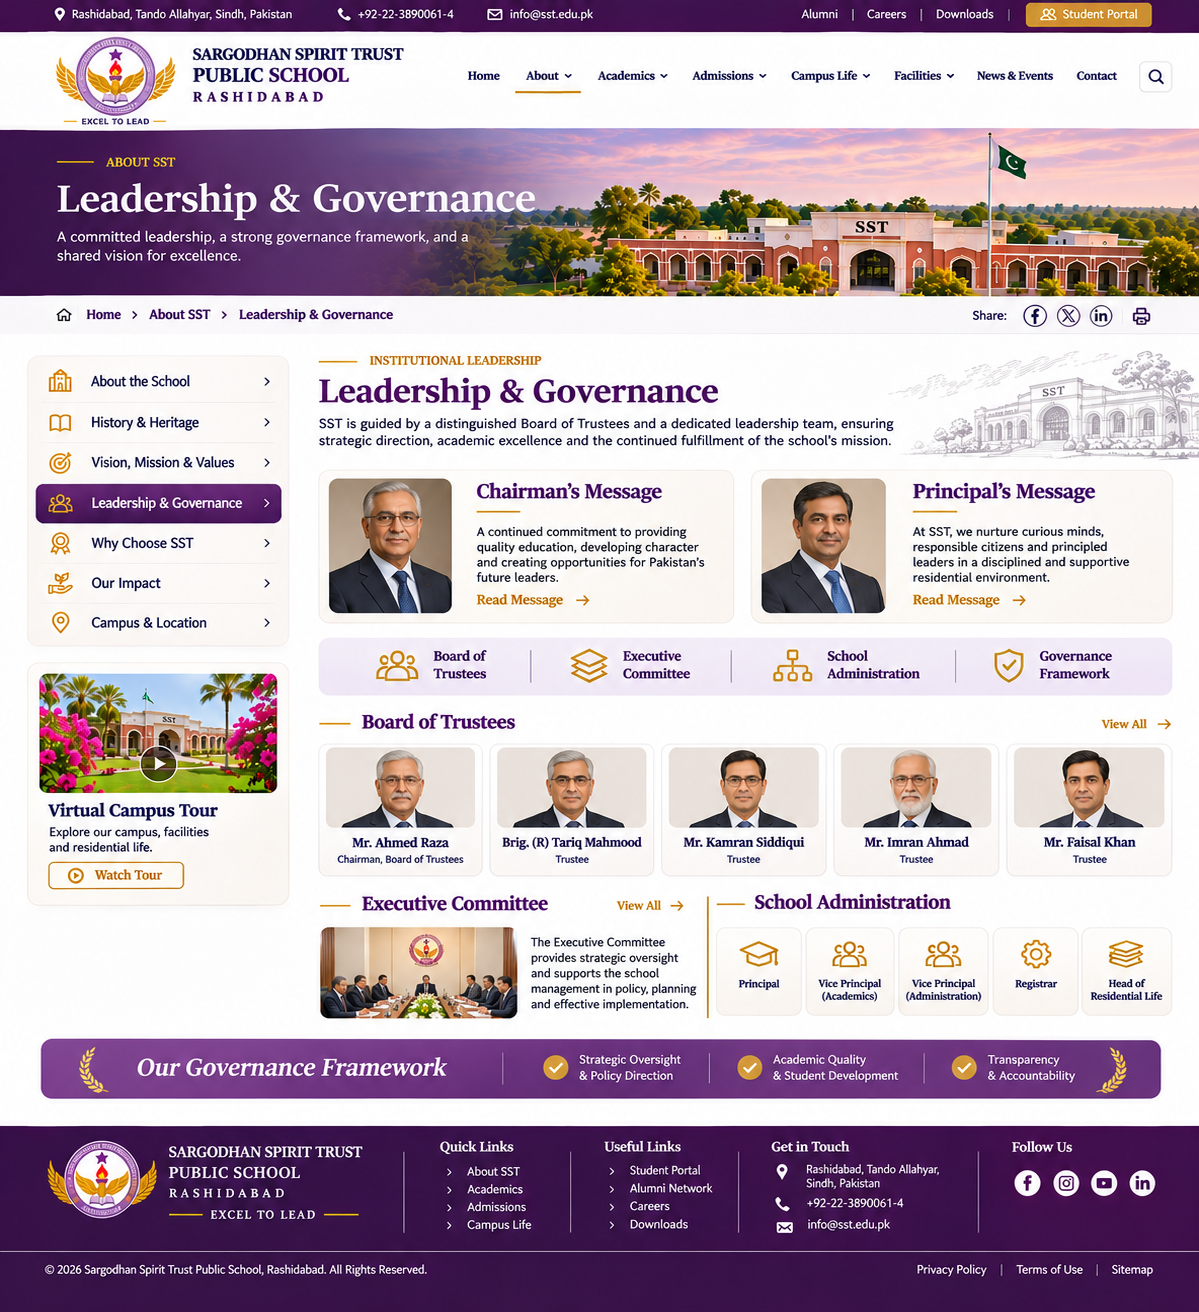 Rashidabad, Tando Allahyar, Sindh, Pakistan
+92-22-3890061-4
info@sst.edu.pk
Alumni
Careers
Downloads
Student Portal
SARGODHAN SPIRIT TRUST
PUBLIC SCHOOL
RASHIDABAD
EXCEL TO LEAD
Home
About
Academics
Admissions
Campus Life
Facilities
News & Events
Contact
ABOUT SST
Leadership & Governance
A committed leadership, a strong governance framework, and a
shared vision for excellence.
SST
Home > About SST > Leadership & Governance
Share:
About the School
History & Heritage
Vision, Mission & Values
Leadership & Governance
Why Choose SST
Our Impact
Campus & Location
SST
Virtual Campus Tour
Explore our campus, facilities
and residential life.
Watch Tour
INSTITUTIONAL LEADERSHIP
Leadership & Governance
SST is guided by a distinguished Board of Trustees and a dedicated leadership team, ensuring
strategic direction, academic excellence and the continued fulfillment of the school's mission.
SST
Chairman's Message
A continued commitment to providing
quality education, developing character
and creating opportunities for Pakistan's
future leaders.
Read Message
Principal's Message
At SST, we nurture curious minds,
responsible citizens and principled
leaders in a disciplined and supportive
residential environment.
Read Message
Board of
Trustees
Executive
Committee
School
Administration
Governance
Framework
Board of Trustees
View All
Mr. Ahmed Raza
Chairman, Board of Trustees
Brig. (R) Tariq Mahmood
Trustee
Mr. Kamran Siddiqui
Trustee
Mr. Imran Ahmad
Trustee
Mr. Faisal Khan
Trustee
Executive Committee
View All
The Executive Committee
provides strategic oversight
and supports the school
management in policy, planning
and effective implementation.
School Administration
Principal
Vice Principal
(Academics)
Vice Principal
(Administration)
Registrar
Head of
Residential Life
Our Governance Framework
Strategic Oversight
& Policy Direction
Academic Quality
& Student Development
Transparency
& Accountability
SARGODHAN SPIRIT TRUST
PUBLIC SCHOOL
RASHIDABAD
EXCEL TO LEAD
Quick Links
About SST
Academics
Admissions
Campus Life
Useful Links
Student Portal
Alumni Network
Careers
Downloads
Get in Touch
Rashidabad, Tando Allahyar,
Sindh, Pakistan
+92-22-3890061-4
info@sst.edu.pk
Follow Us
© 2026 Sargodhan Spirit Trust Public School, Rashidabad. All Rights Reserved.
Privacy Policy
Terms of Use
Sitemap